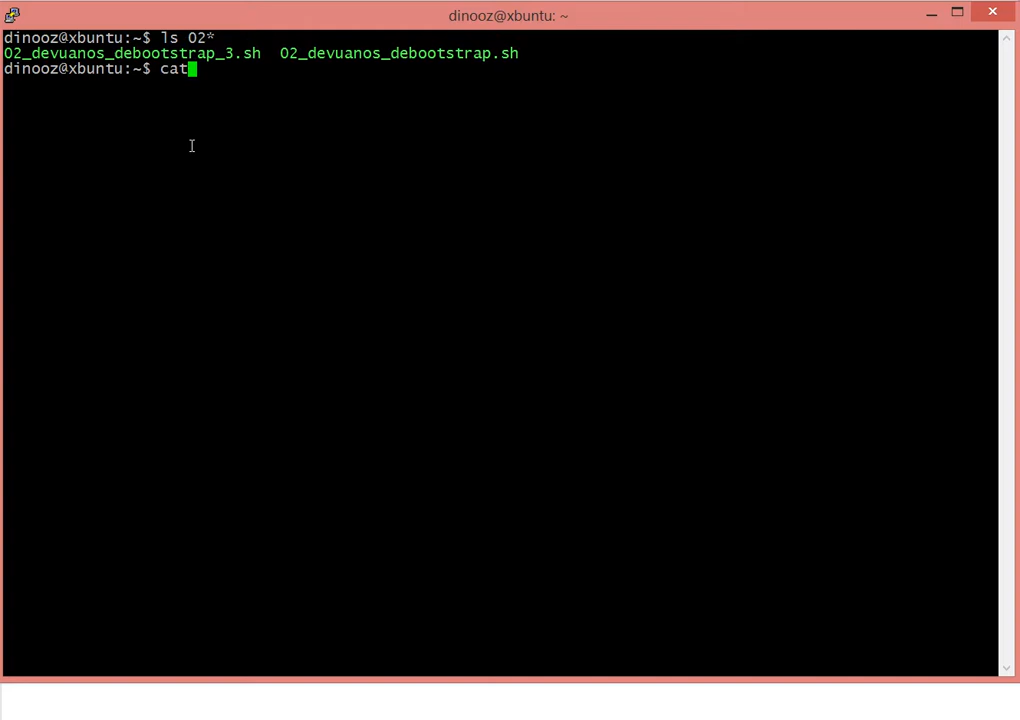 dinooz@xbuntu: ~
dinooz@xbuntu:~$ ls 02*
02_devuanos_debootstrap_3.sh  02_devuanos_debootstrap.sh
dinooz@xbuntu:~$ cat